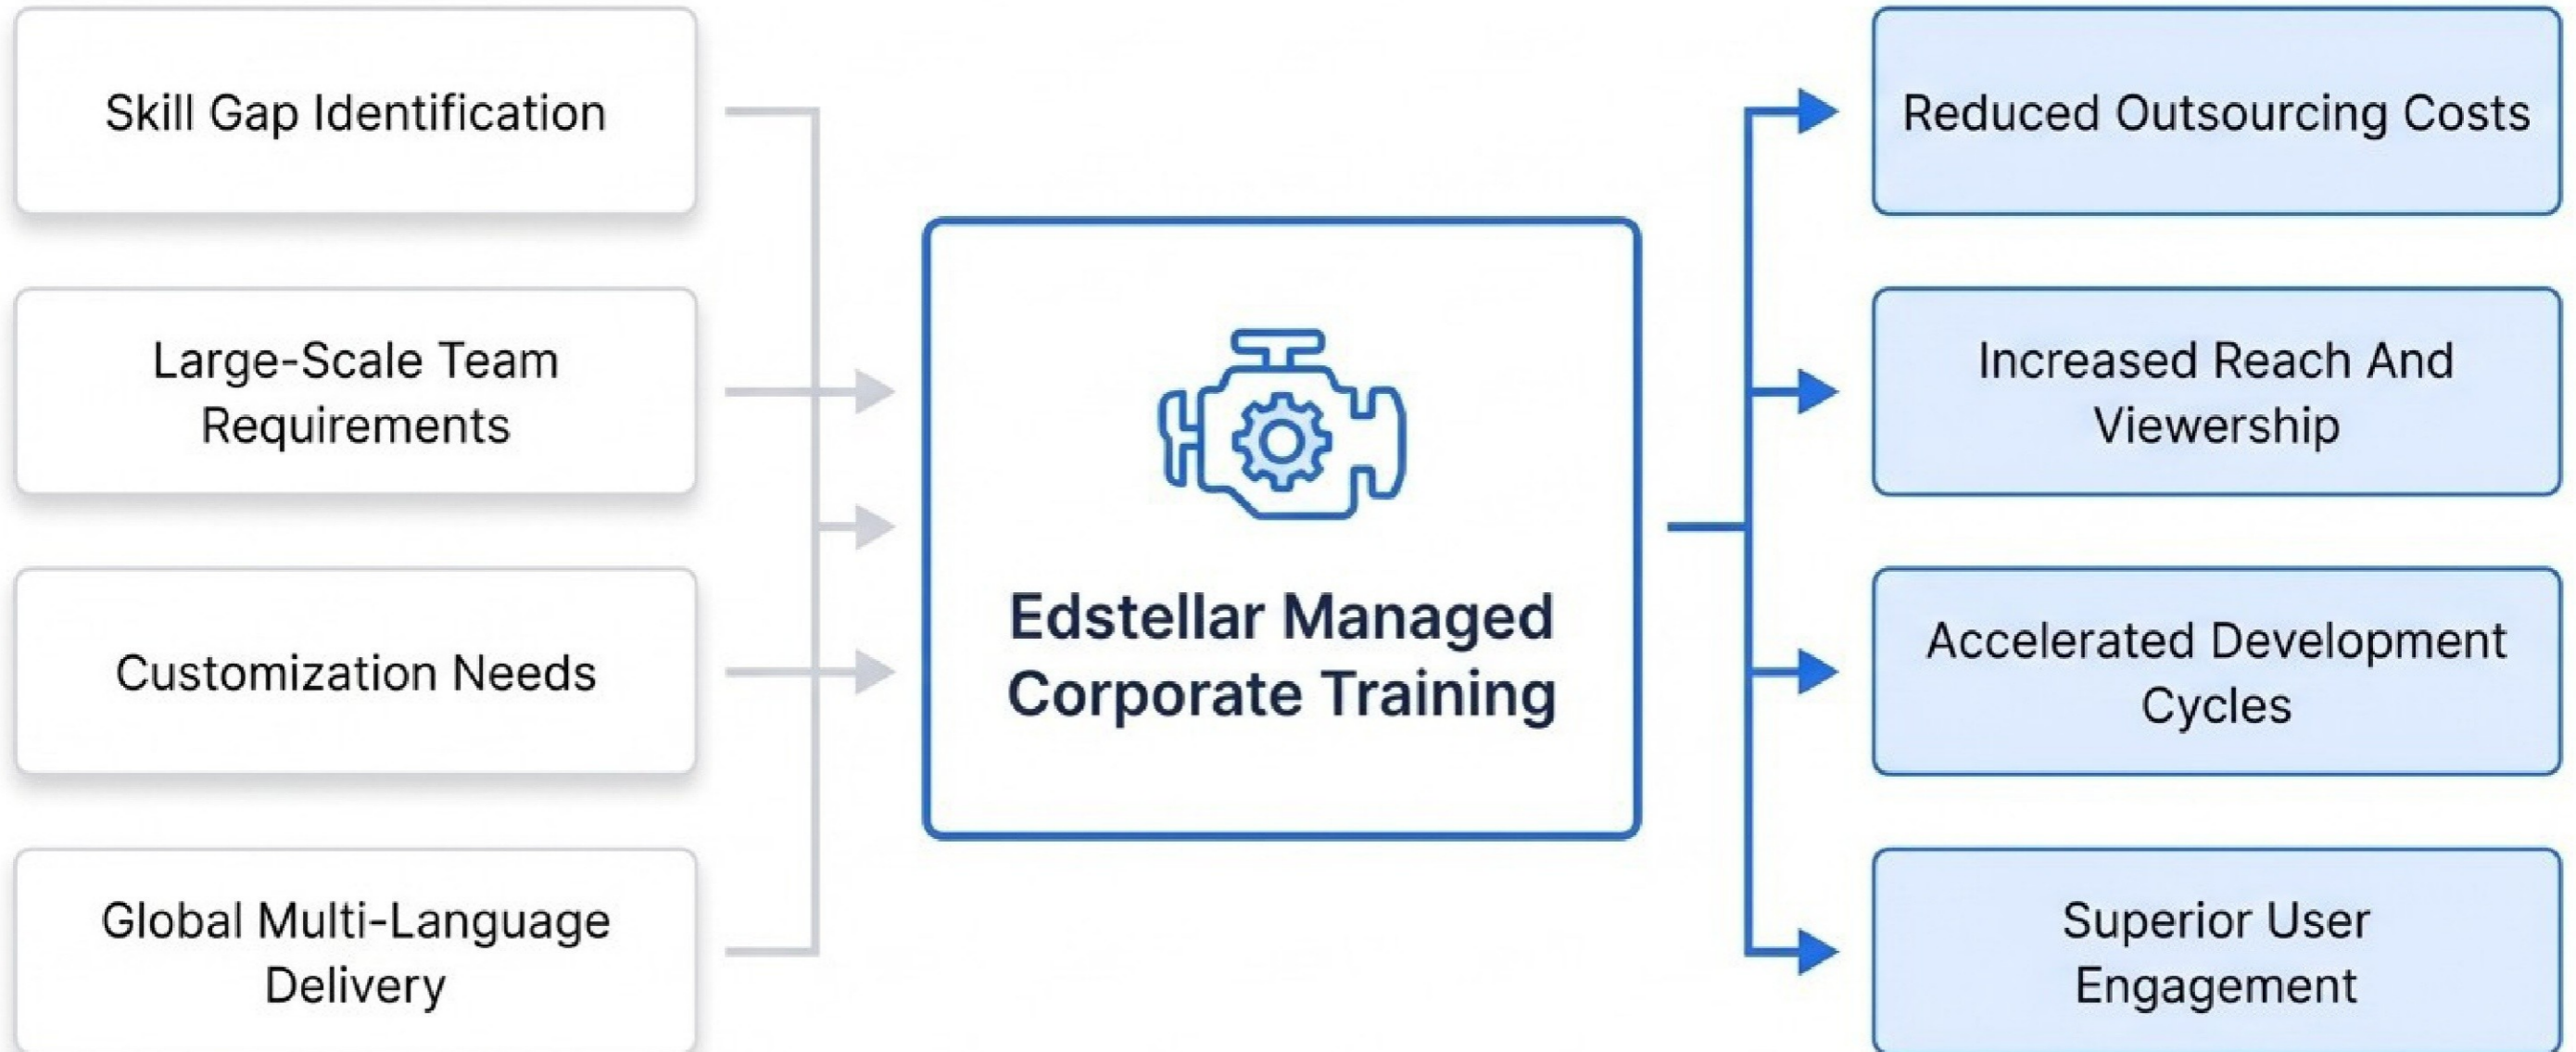 Skill Gap Identification
Large-Scale Team
Requirements
Customization Needs
Global Multi-Language
Delivery
Edstellar Managed
Corporate Training
Reduced Outsourcing Costs
Increased Reach And
Viewership
Accelerated Development
Cycles
Superior User
Engagement